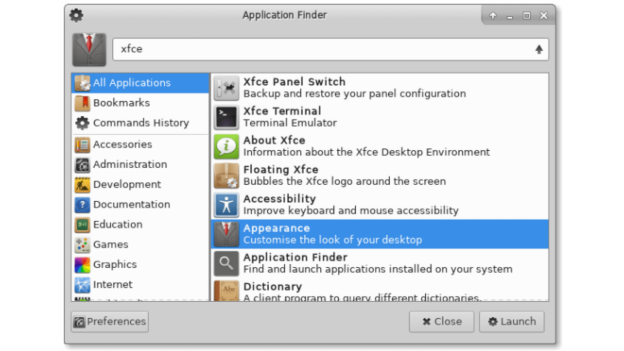 Application Finder
xfce
All Applications
Bookmarks
Commands History
Accessories
Administration
Development
Documentation
Education
Games
Graphics
Internet
Xfce Panel Switch
Backup and restore your panel configuration
Xfce Terminal
Terminal Emulator
About Xfce
Information about the Xfce Desktop Environment
Floating Xfce
Bubbles the Xfce logo around the screen
Accessibility
Improve keyboard and mouse accessibility
Appearance
Customise the look of your desktop
Application Finder
Find and launch applications installed on your system
Dictionary
A client program to query different dictionaries.
Preferences
Close
Launch